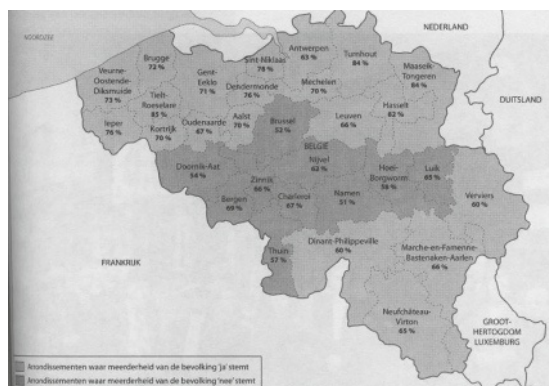 NOORDZEE
NEDERLAND
DUITSLAND
FRANKRIJK
GROOT-
HERTOGDOM
LUXEMBURG
BELGIË
Veurne-
Oostende-
Diksmuide
73 %
Brugge
72 %
Gent-
Eeklo
71 %
Sint-Niklaas
78 %
Antwerpen
63 %
Turnhout
84 %
Maaseik-
Tongeren
84 %
Tielt-
Roeselare
85 %
Dendermonde
76 %
Mechelen
70 %
Hasselt
82 %
Ieper
76 %
Kortrijk
70 %
Oudenaarde
67 %
Aalst
70 %
Brussel
52 %
Leuven
66 %
Doornik-Aat
54 %
Zinnik
60 %
Nijvel
62 %
Hoei-
Borgworm
59 %
Luik
65 %
Verviers
60 %
Bergen
69 %
Charleroi
67 %
Namen
51 %
Thuin
57 %
Dinant-Philippeville
60 %
Marche-en-Famenne-
Bastenaken-Aarlen
66 %
Neufchâteau-
Virton
65 %
Arrondissementen waar meerderheid van de bevolking 'ja' stemt
Arrondissementen waar meerderheid van de bevolking 'nee' stemt